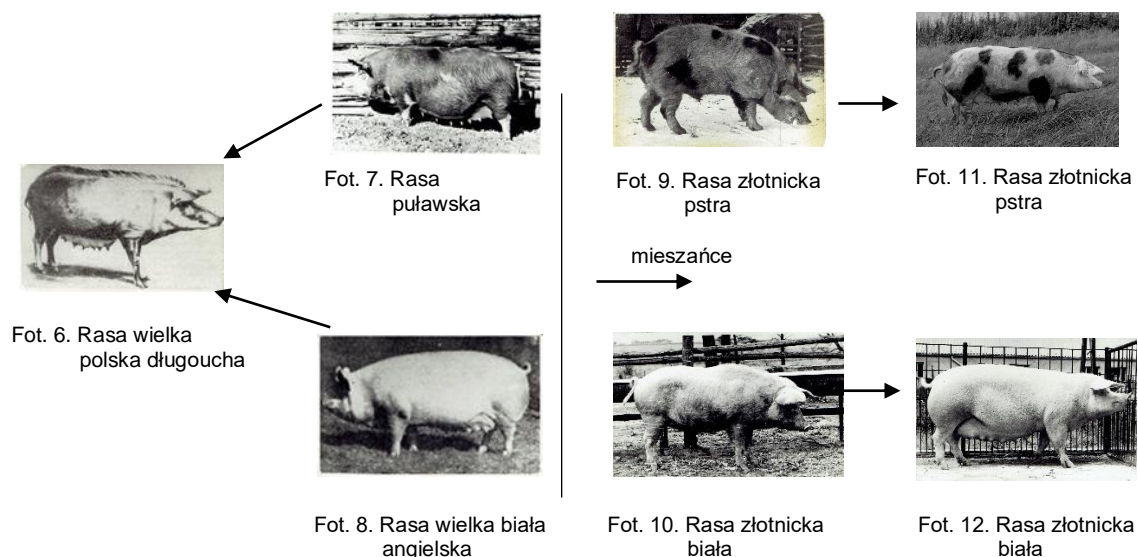 Fot. 7. Rasa
puławska
Fot. 9. Rasa złotnicka
pstra
Fot. 11. Rasa złotnicka
pstra
mieszańce
Fot. 6. Rasa wielka
polska długoucha
Fot. 8. Rasa wielka biała
angielska
Fot. 10. Rasa złotnicka
biała
Fot. 12. Rasa złotnicka
biała